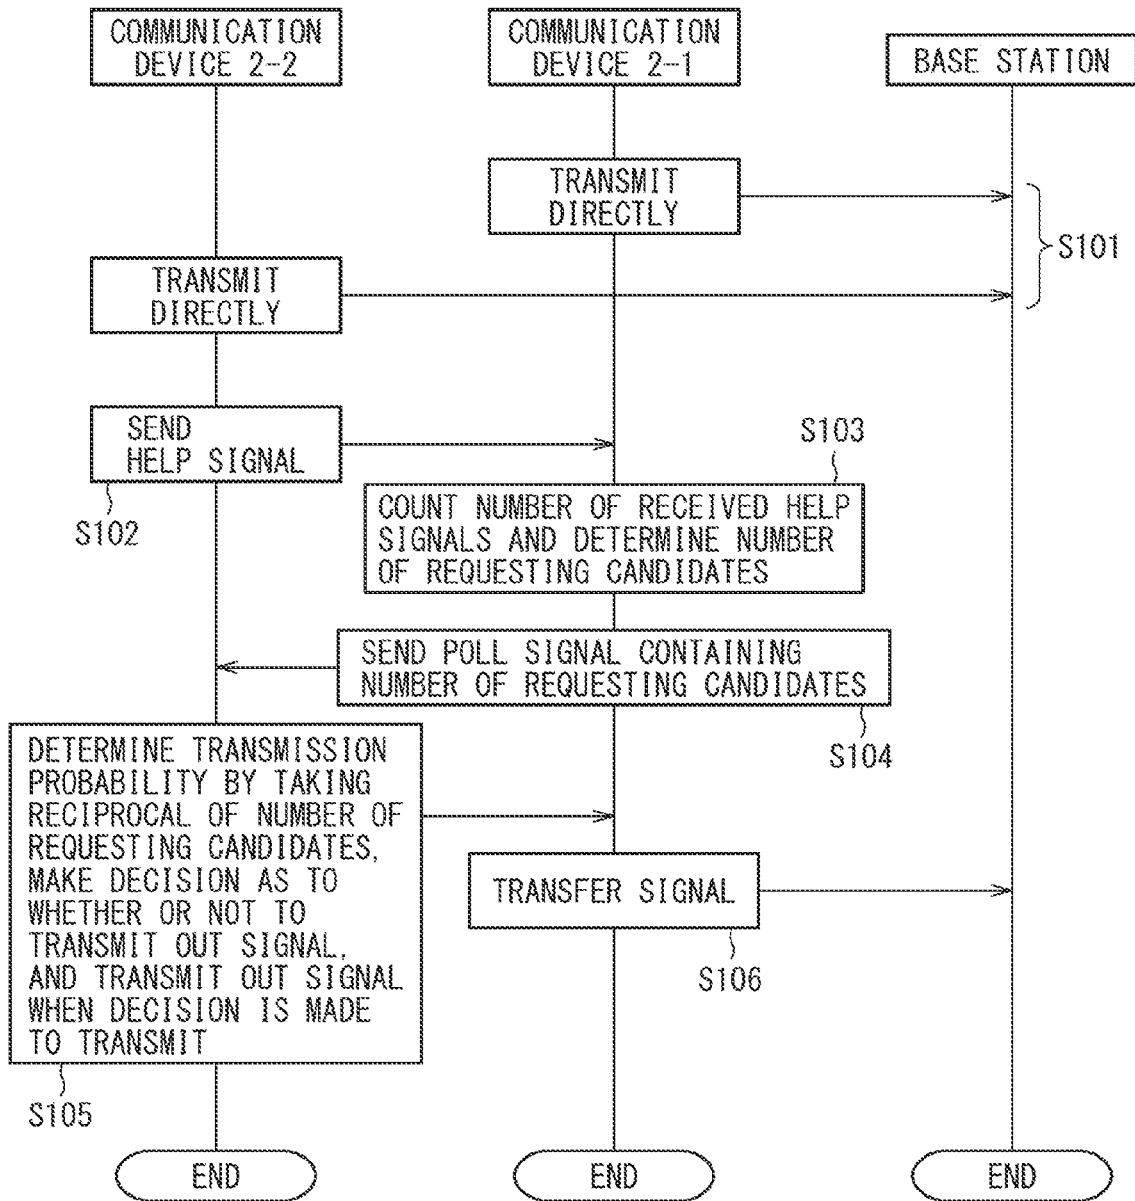 COMMUNICATION
DEVICE 2-2
COMMUNICATION
DEVICE 2-1
BASE STATION
TRANSMIT
DIRECTLY
S101
TRANSMIT
DIRECTLY
SEND
HELP SIGNAL
S102
S103
COUNT NUMBER OF RECEIVED HELP
SIGNALS AND DETERMINE NUMBER
OF REQUESTING CANDIDATES
SEND POLL SIGNAL CONTAINING
NUMBER OF REQUESTING CANDIDATES
S104
DETERMINE TRANSMISSION
PROBABILITY BY TAKING
RECIPROCAL OF NUMBER OF
REQUESTING CANDIDATES,
MAKE DECISION AS TO
WHETHER OR NOT TO
TRANSMIT OUT SIGNAL,
AND TRANSMIT OUT SIGNAL
WHEN DECISION IS MADE
TO TRANSMIT
S105
TRANSFER SIGNAL
S106
END
END
END